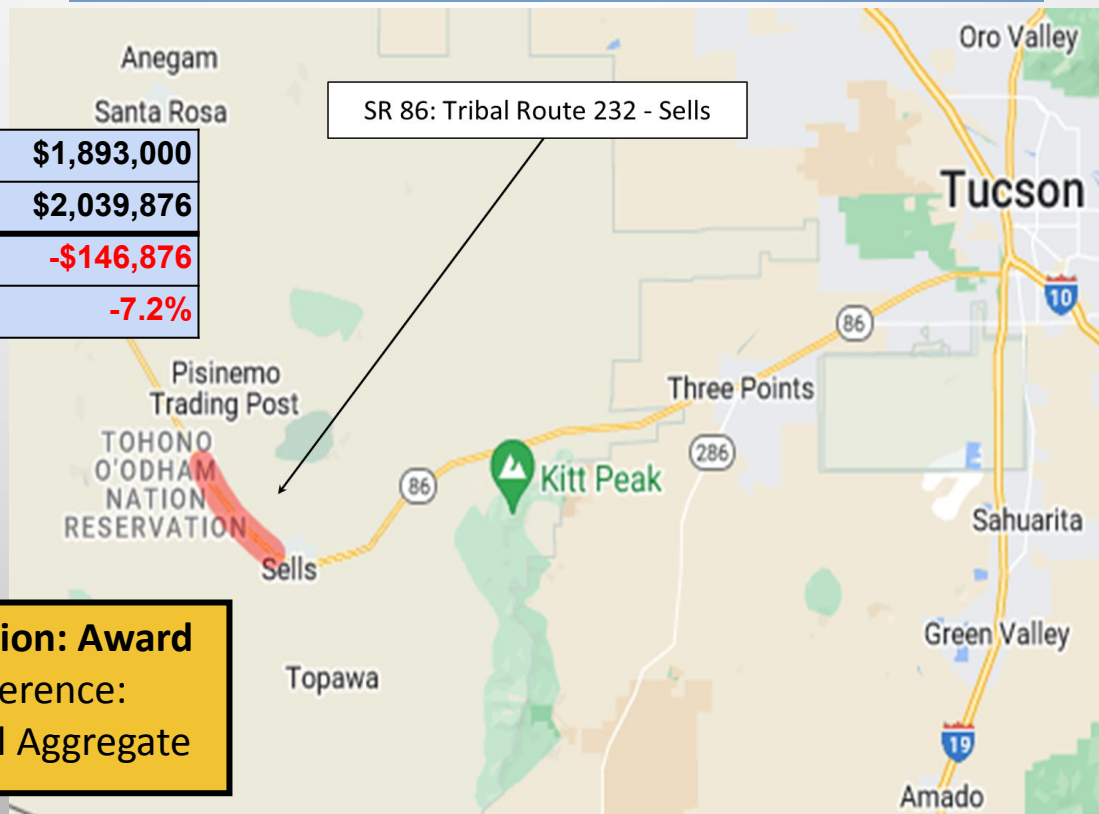 Oro Valley
Anegam
SR 86: Tribal Route 232 - Sells
Santa Rosa
$1,893,000
$2,039,876
-$146,876
-7.2%
Tucson
10
86
Pisinemo
Trading Post
Three Points
TOHONO
O'ODHAM
NATION
RESERVATION
286
86
Kitt Peak
Sahuarita
Sells
ion: Award
erence:
Aggregate
Green Valley
Topawa
19
Amado